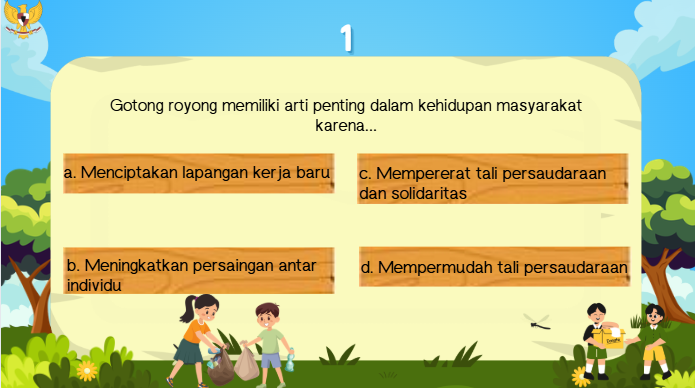 1
Gotong royong memiliki arti penting dalam kehidupan masyarakat
karena...
a. Menciptakan lapangan kerja baru
c. Mempererat tali persaudaraan
dan solidaritas
b. Meningkatkan persaingan antar
individu
d. Mempermudah tali persaudaraan